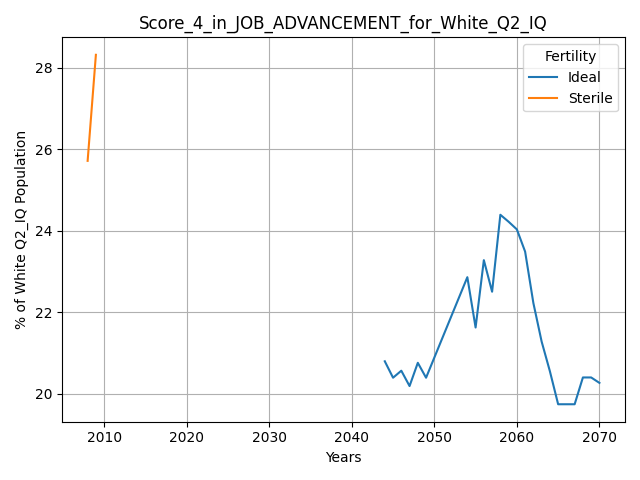 Score_4_in_JOB_ADVANCEMENT_for_White_Q2_IQ
Fertility
Ideal
Sterile
% of White Q2_IQ Population
28
26
24
22
20
2010 2020 2030 2040 2050 2060 2070
Years